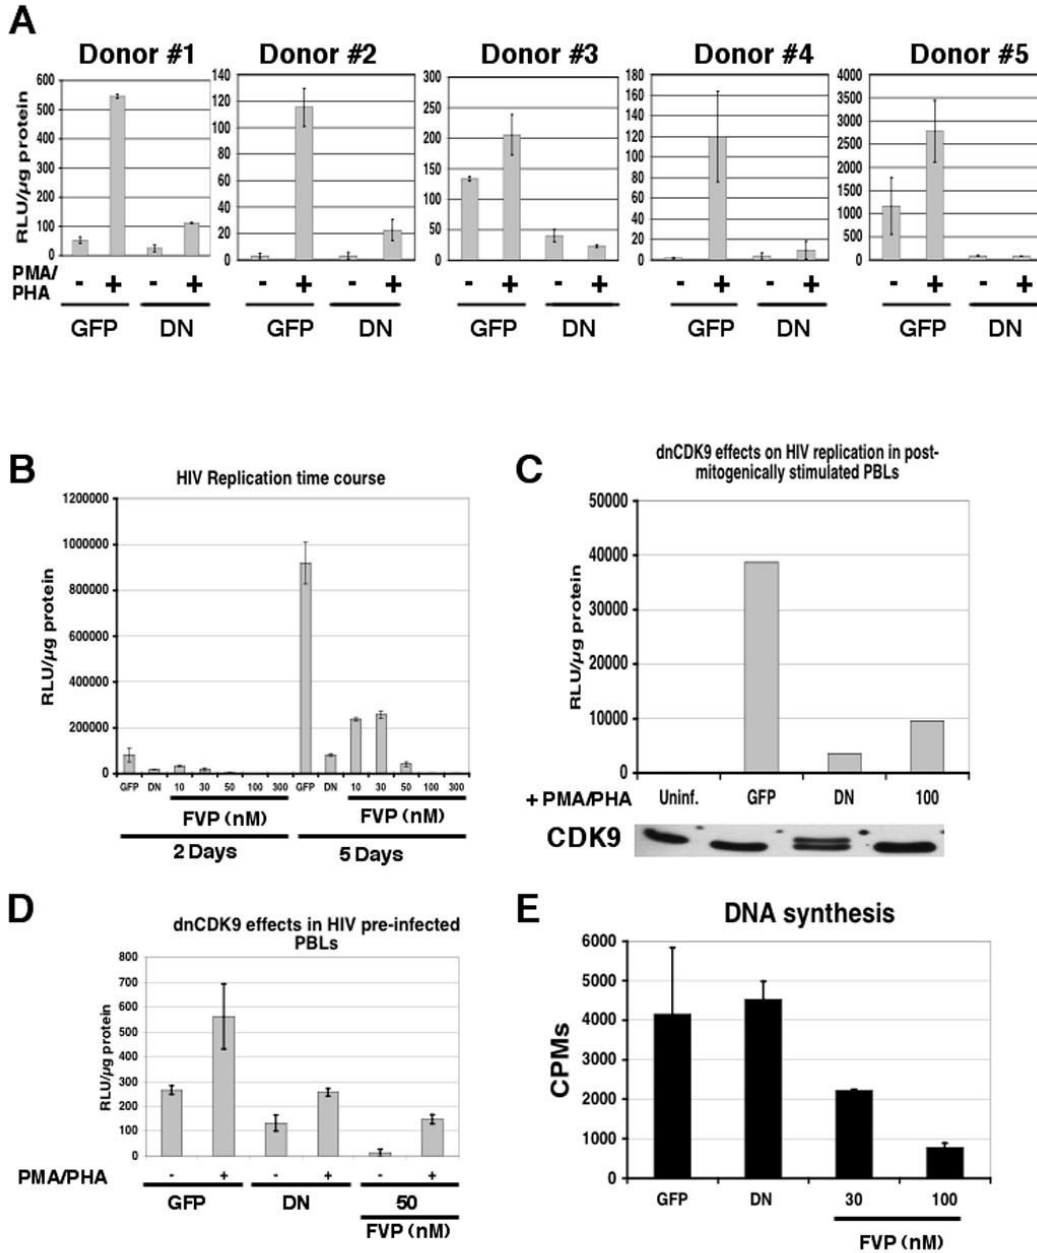 A
Donor #1 Donor #2 Donor #3 Donor #4 Donor #5
RLU/µg protein
600
500
400
300
200
100
0
140
120
100
80
60
40
20
0
300
250
200
150
100
50
0
180
160
140
120
100
80
60
40
20
0
4000
3500
3000
2500
2000
1500
1000
500
0
PMA/
PHA
- + - + - + - + - + - + - + - + - + - +
GFP DN GFP DN GFP DN GFP DN GFP DN
B
HIV Replication time course
RLU/µg protein
1200000
1000000
800000
600000
400000
200000
0
GFP DN 10 30 50 100 300 GFP DN 10 30 50 100 300
FVP (nM) FVP (nM)
2 Days 5 Days
C
dnCDK9 effects on HIV replication in post-
mitogenically stimulated PBLs
RLU/µg protein
50000
40000
30000
20000
10000
0
+ PMA/PHA Uninf. GFP DN 100
CDK9
D
dnCDK9 effects in HIV pre-infected
PBLs
RLU/µg protein
800
700
600
500
400
300
200
100
0
PMA/PHA - + - + - +
GFP DN 50
FVP (nM)
E
DNA synthesis
CPMs
6000
5000
4000
3000
2000
1000
0
GFP DN 30 100
FVP (nM)